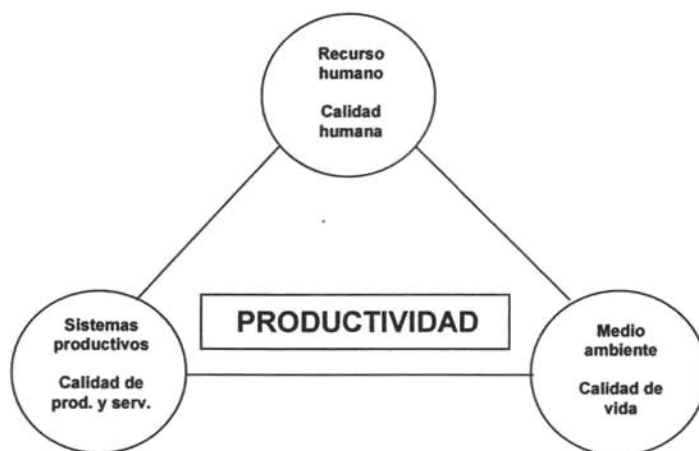 Recurso
humano
Calidad
humana
PRODUCTIVIDAD
Sistemas
productivos
Calidad de
prod. y serv.
Medio
ambiente
Calidad de
vida